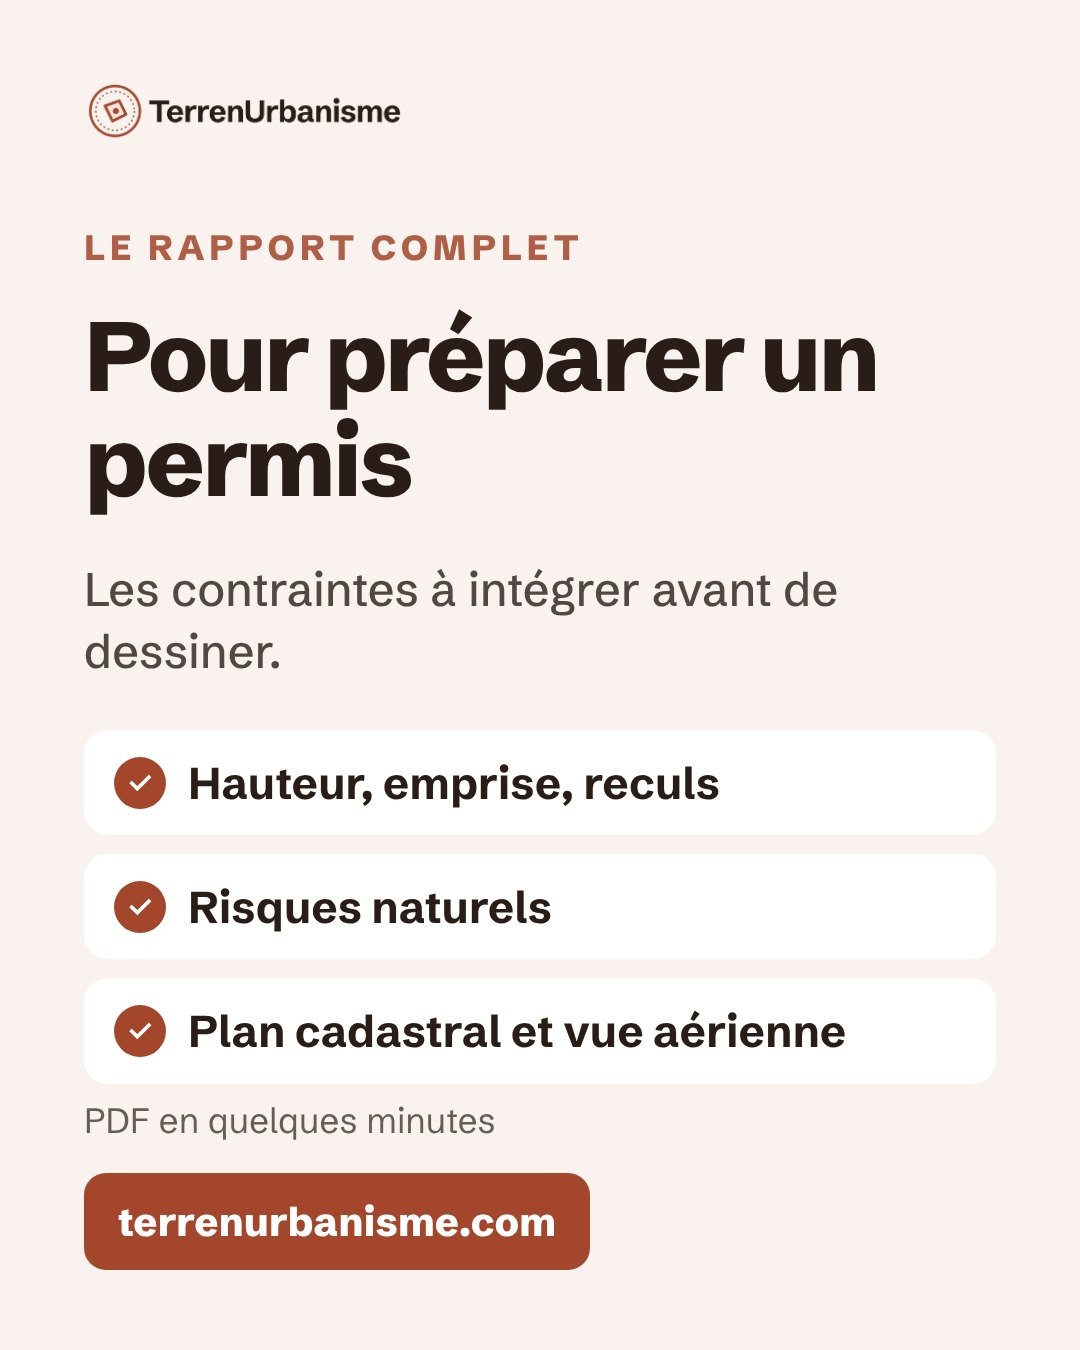 TerrenUrbanisme
LE RAPPORT COMPLET
Pour préparer un
permis
Les contraintes à intégrer avant de
dessiner.
Hauteur, emprise, reculs
Risques naturels
Plan cadastral et vue aérienne
PDF en quelques minutes
terrenurbanisme.com